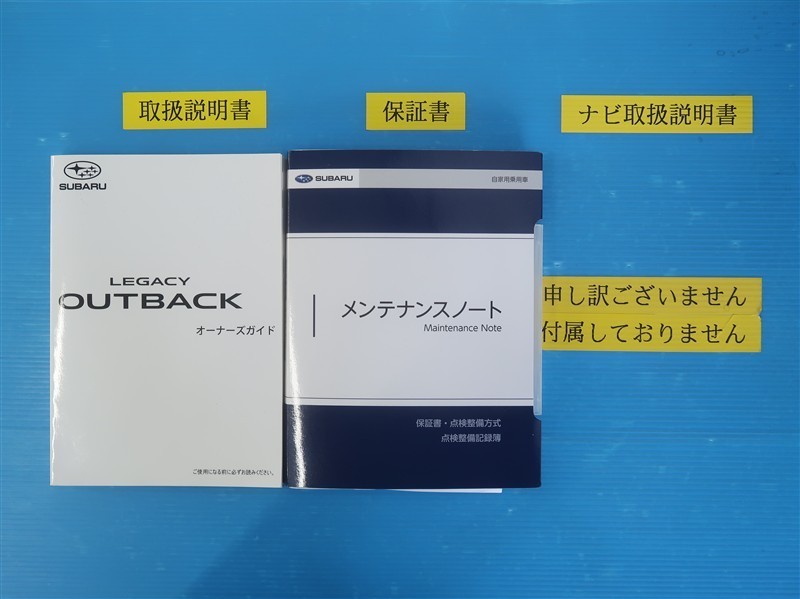 取扱説明書
保証書
ナビ取扱説明書
SUBARU
LEGACY
OUTBACK
オーナーズガイド
ご使用になる前に必ずお読みください。
SUBARU
自家用乗用車
メンテナンスノート
Maintenance Note
保証書・点検整備方式
点検整備記録簿
申し訳ございません
付属しておりません